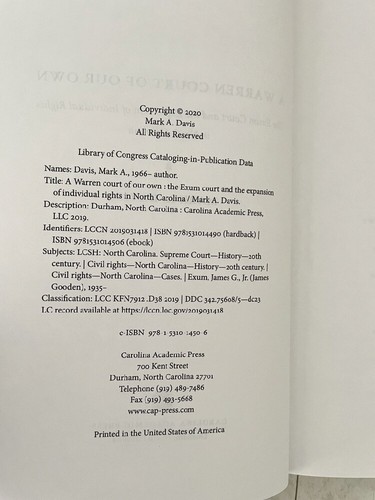 Copyright © 2020
Mark A. Davis
All Rights Reserved
Library of Congress Cataloging-in-Publication Data
Names: Davis, Mark A., 1966– author.
Title: A Warren court of our own : the Exum court and the expansion
of individual rights in North Carolina / Mark A. Davis.
Description: Durham, North Carolina : Carolina Academic Press,
LLC 2019.
Identifiers: LCCN 2019031418 | ISBN 9781531014490 (hardback) |
ISBN 9781531014506 (ebook)
Subjects: LCSH: North Carolina. Supreme Court—History—20th
century. | Civil rights—North Carolina—History—20th century. |
Civil rights—North Carolina—Cases. | Exum, James G., Jr. (James
Gooden), 1935–
Classification: LCC KFN7912 .D38 2019 | DDC 342.75608/5—dc23
LC record available at https://lccn.loc.gov/2019031418
e-ISBN 978-1-5310-1450-6
Carolina Academic Press
700 Kent Street
Durham, North Carolina 27701
Telephone (919) 489-7486
Fax (919) 493-5668
www.cap-press.com
Printed in the United States of America